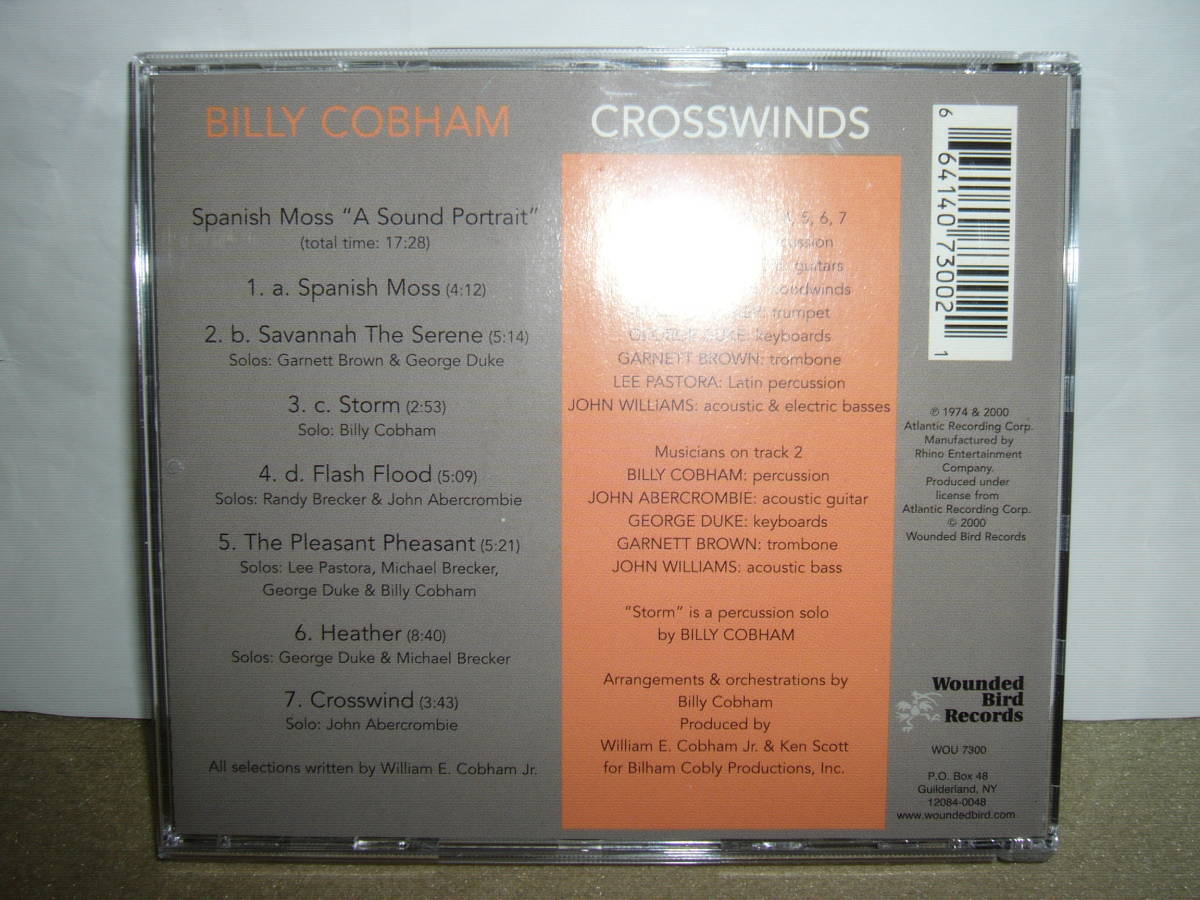 BILLY COBHAM
Spanish Moss “A Sound Portrait”
(total time: 17:28)
1. a. Spanish Moss (4:12)
2. b. Savannah The Serene (5:14)
Solos: Garnett Brown & George Duke
3. c. Storm (2:53)
Solo: Billy Cobham
4. d. Flash Flood (5:09)
Solos: Randy Brecker & John Abercrombie
5. The Pleasant Pheasant (5:21)
Solos: Lee Pastora, Michael Brecker,
George Duke & Billy Cobham
6. Heather (8:40)
Solos: George Duke & Michael Brecker
7. Crosswind (3:43)
Solo: John Abercrombie
All selections written by William E. Cobham Jr.
CROSSWINDS
5, 6, 7
guitars
trumpet
GEORGE DUKE: keyboards
GARNETT BROWN: trombone
LEE PASTORA: Latin percussion
JOHN WILLIAMS: acoustic & electric basses
Musicians on track 2
BILLY COBHAM: percussion
JOHN ABERCROMBIE: acoustic guitar
GEORGE DUKE: keyboards
GARNETT BROWN: trombone
JOHN WILLIAMS: acoustic bass
“Storm” is a percussion solo
by BILLY COBHAM
Arrangements & orchestrations by
Billy Cobham
Produced by
William E. Cobham Jr. & Ken Scott
for Bilham Cobly Productions, Inc.
6 64140 73002 1
℗ 1974 & 2000
Atlantic Recording Corp.
Manufactured by
Rhino Entertainment
Company.
Produced under
license from
Atlantic Recording Corp.
© 2000
Wounded Bird Records
Wounded
Bird
Records
WOU 7300
P.O. Box 48
Guilderland, NY
12084-0048
www.woundedbird.com